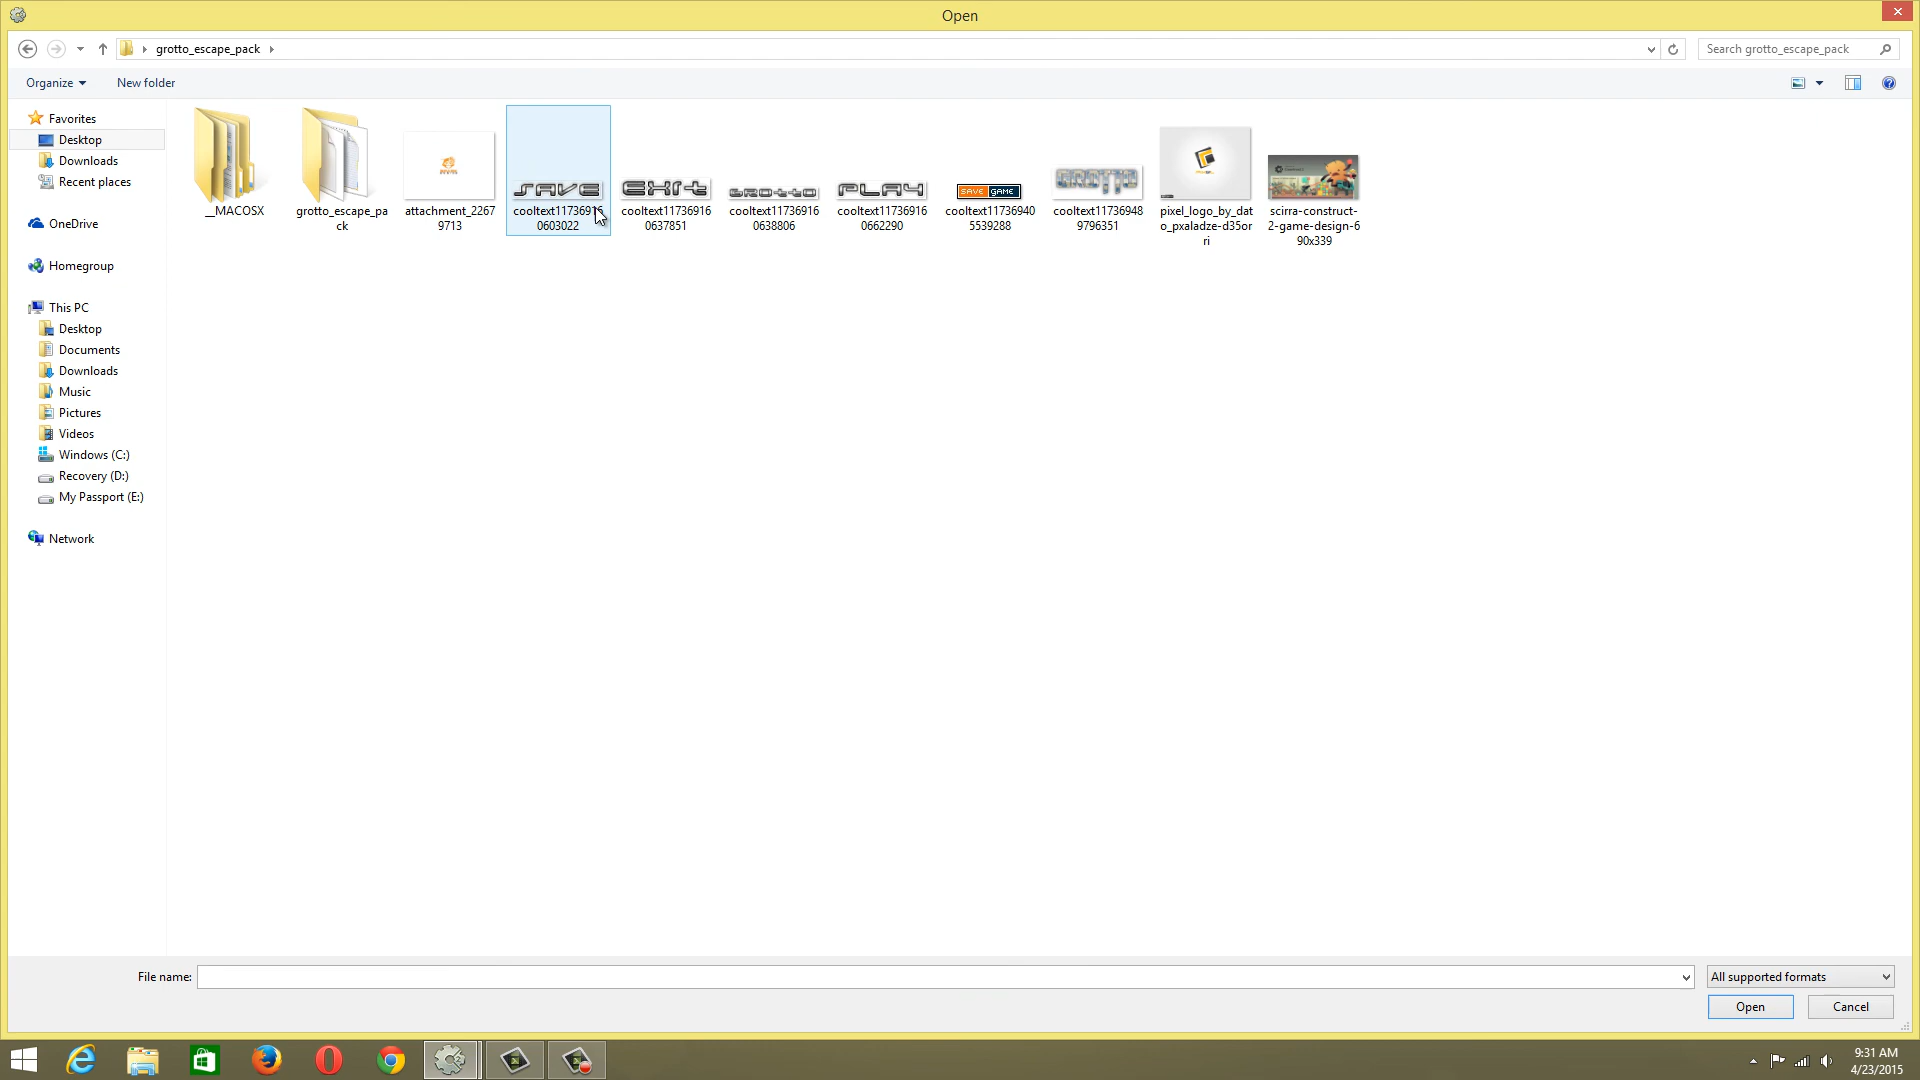 Open
grotto_escape_pack
Search grotto_escape_pack
Organize
New folder
Favorites
Desktop
Downloads
Recent places
OneDrive
Homegroup
This PC
Desktop
Documents
Downloads
Music
Pictures
Videos
Windows (C:)
Recovery (D:)
My Passport (E:)
Network
SAVE
EXIT
GROTTO
PLAY
SAVE GAME
GROTTO
__MACOSX
grotto_escape_pa
ck
attachment_2267
9713
0603022
cooltext11736916
0637851
cooltext11736916
0638806
cooltext11736916
0662290
cooltext11736940
5539288
cooltext11736948
9796351
pixel_logo_by_dat
o_pxaladze-d35or
ri
scirra-construct-
2-game-design-6
90x339
File name:
All supported formats
Open
Cancel
9:31 AM
4/23/2015